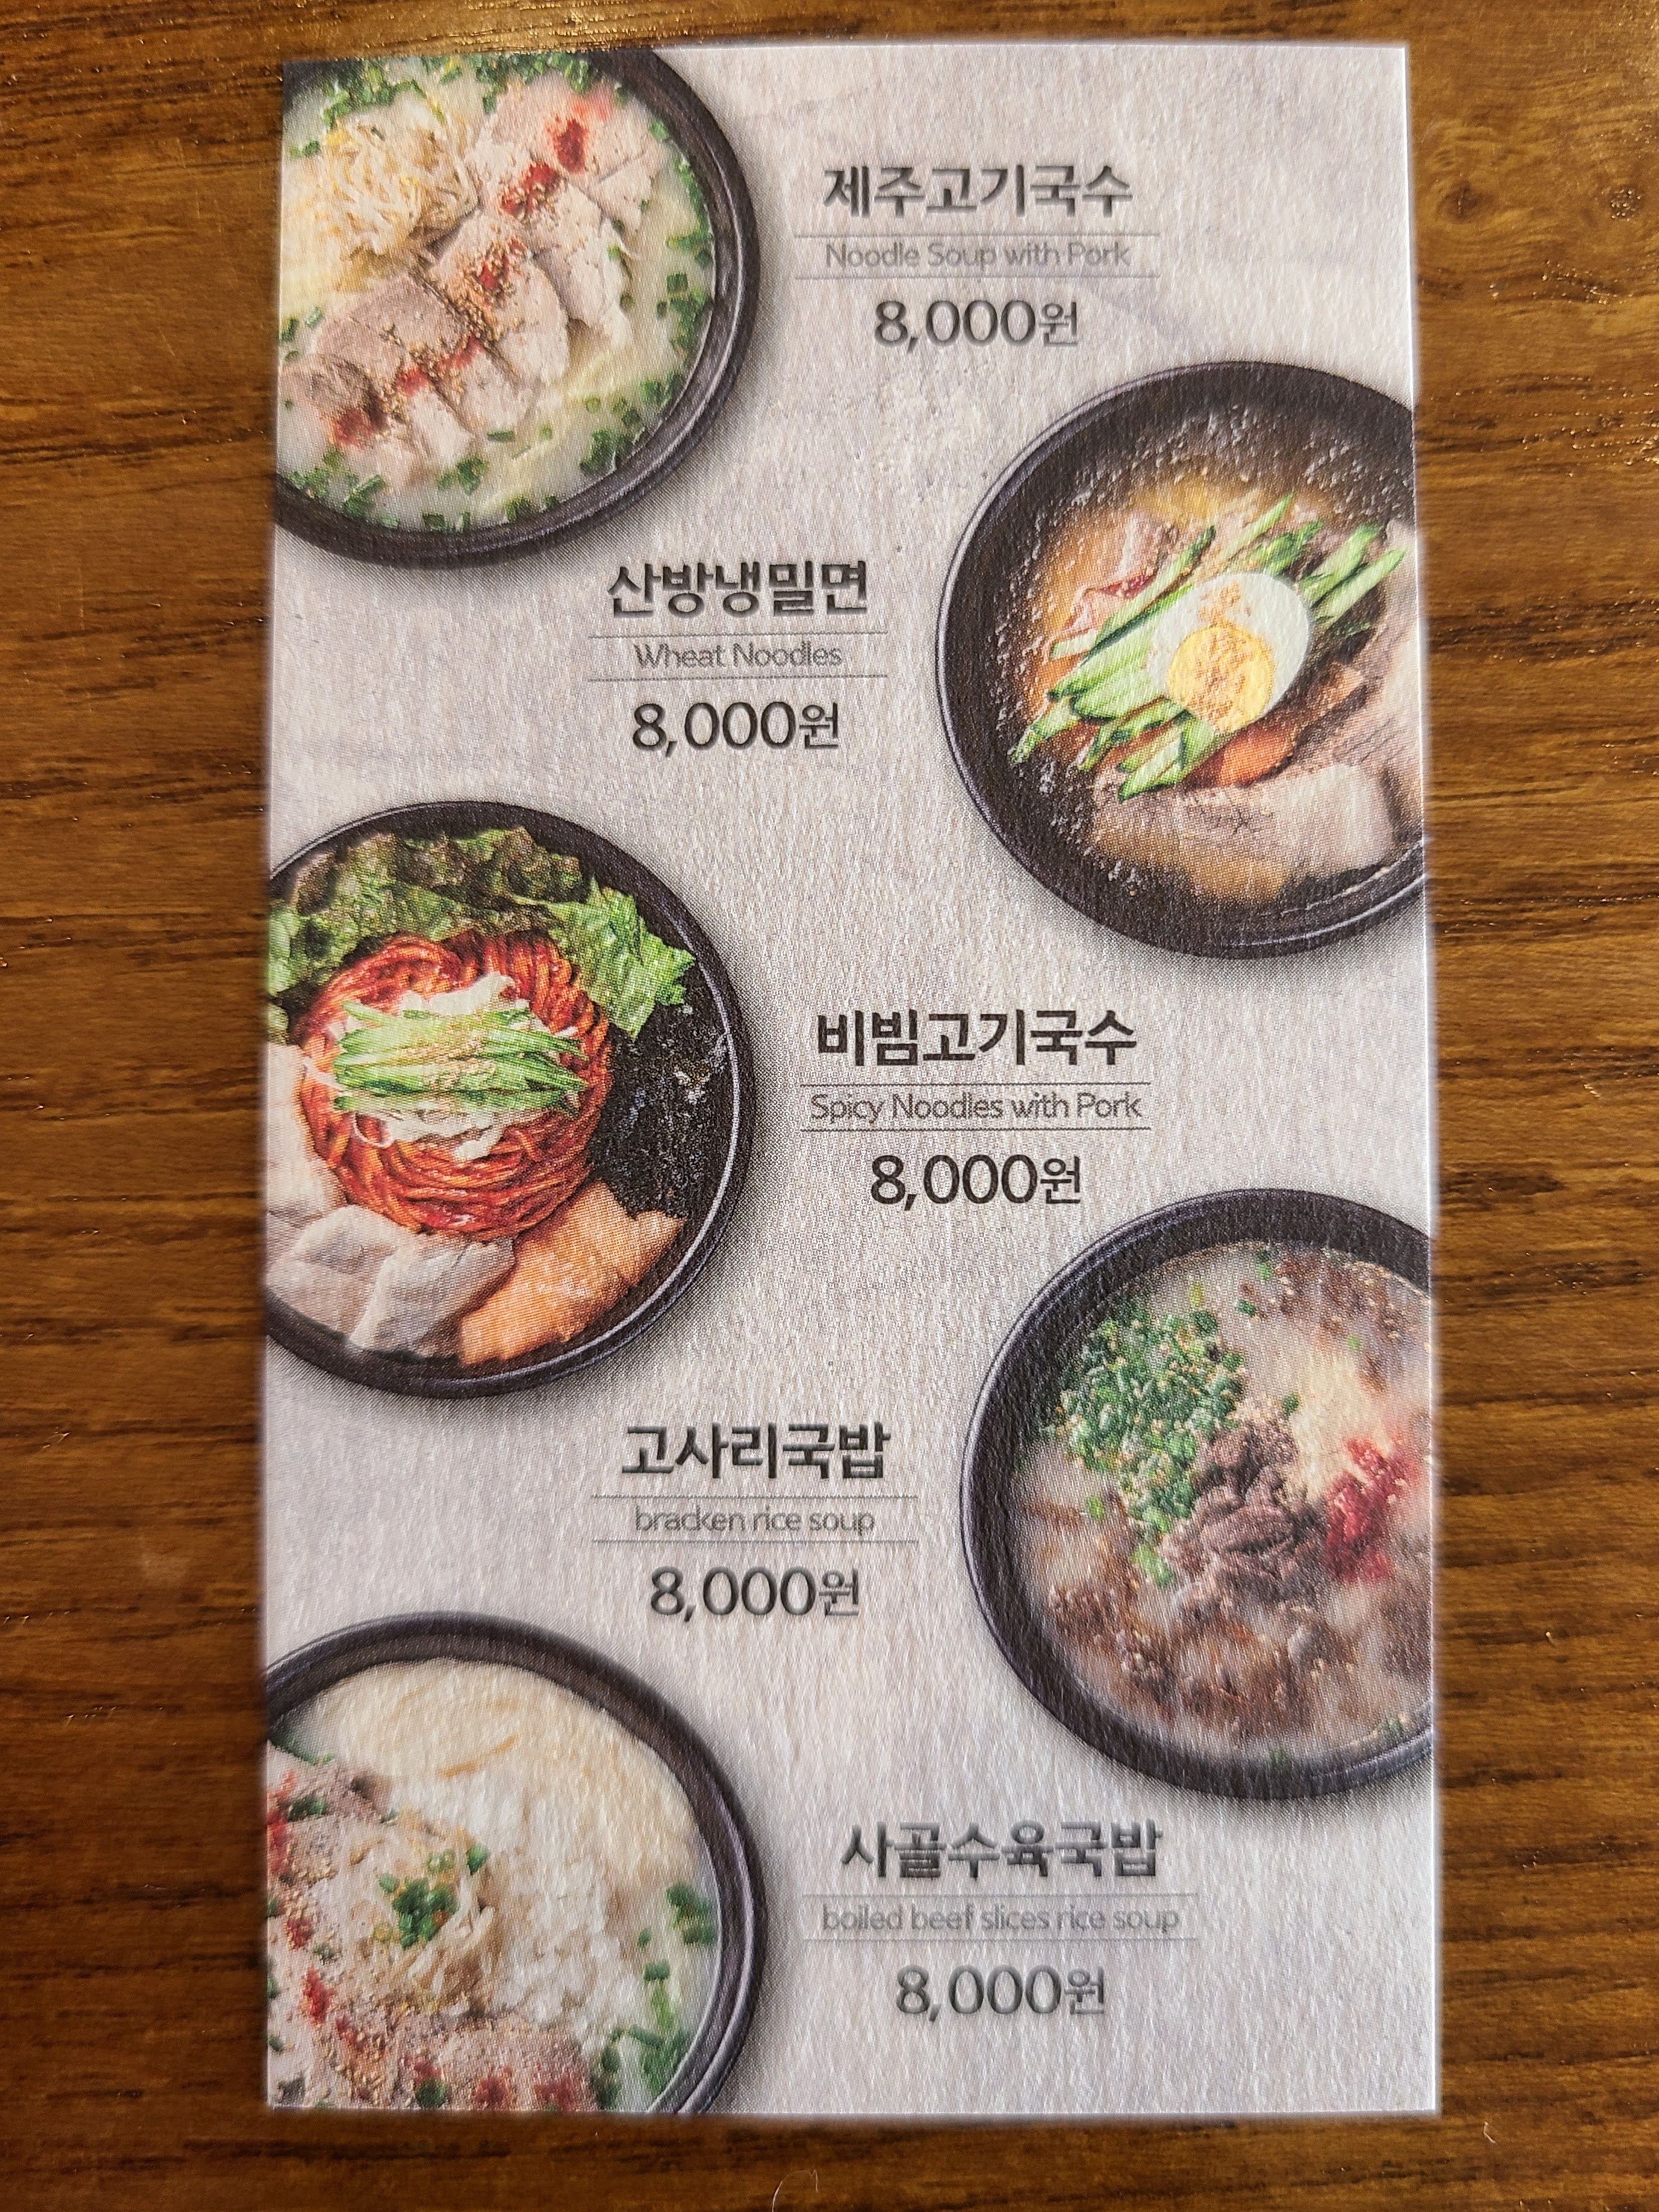 제주고기국수
Noodle Soup with Pork
8,000원
산방냉밀면
Wheat Noodles
8,000원
비빔고기국수
Spicy Noodles with Pork
8,000원
고사리국밥
bracken rice soup
8,000원
사골수육국밥
boiled beef slices rice soup
8,000원